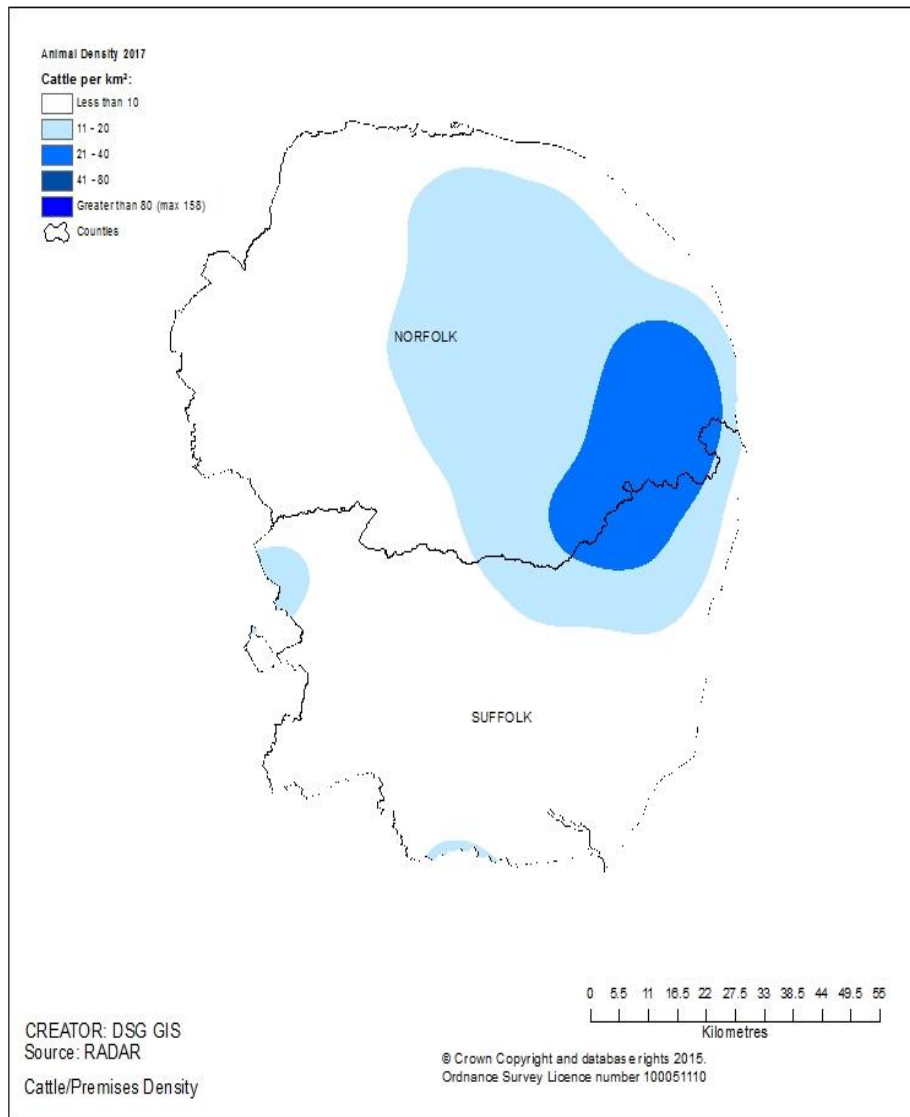 Animal Density 2017
Cattle per km²:
Less than 10
11 - 20
21 - 40
41 - 80
Greater than 80 (max 158)
Counties
NORFOLK
SUFFOLK
0 5.5 11 16.5 22 27.5 33 38.5 44 49.5 55
Kilometres
CREATOR: DSG GIS
Source: RADAR
Cattle/Premises Density
© Crown Copyright and database rights 2015.
Ordnance Survey Licence number 100051110